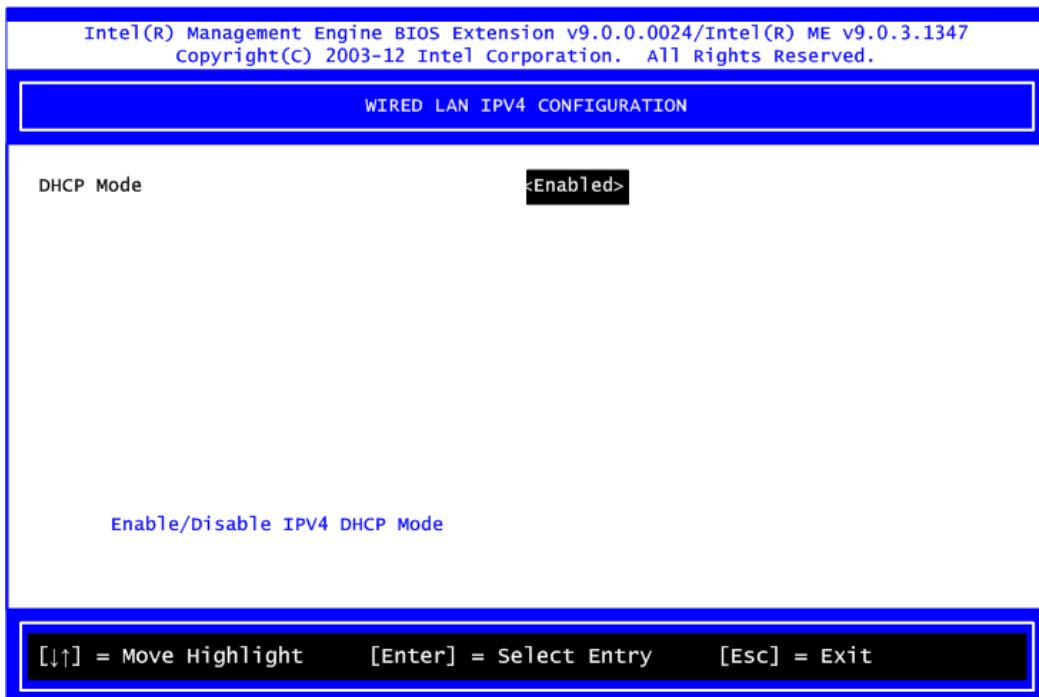 Intel(R) Management Engine BIOS Extension v9.0.0.0024/Intel(R) ME v9.0.3.1347
Copyright(C) 2003-12 Intel Corporation. All Rights Reserved.
WIRED LAN IPV4 CONFIGURATION
DHCP Mode <Enabled>
Enable/Disable IPV4 DHCP Mode
[↓↑] = Move Highlight [Enter] = Select Entry [Esc] = Exit